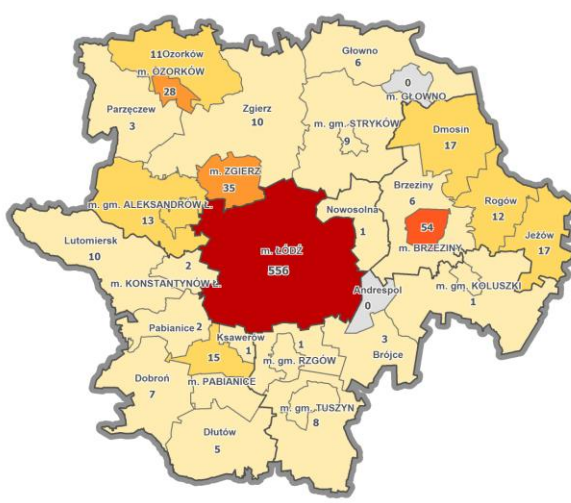 11 Ozorków
m. OZORKÓW
28
Parzęczew
3
Zgierz
10
Głowno
6
0
m. GŁOWNO
m. gm. STRYKÓW
9
Dmosin
17
m. ZGIERZ
35
m. gm. ALEKSANDRÓW Ł.
13
Brzeziny
6
54
m. BRZEZINY
Rogów
12
Jeżów
17
Nowosolna
1
Lutomiersk
10
m. ŁÓDŹ
556
2
m. KONSTANTYNÓW Ł.
Andrespol
0
m. gm. KOLUSZKI
1
Pabianice 2
Ksawerów
1
15
m. PABIANICE
1
m. gm. RZGÓW
3
Brójce
Dobroń
7
m. gm. TUSZYN
8
Dłutów
5